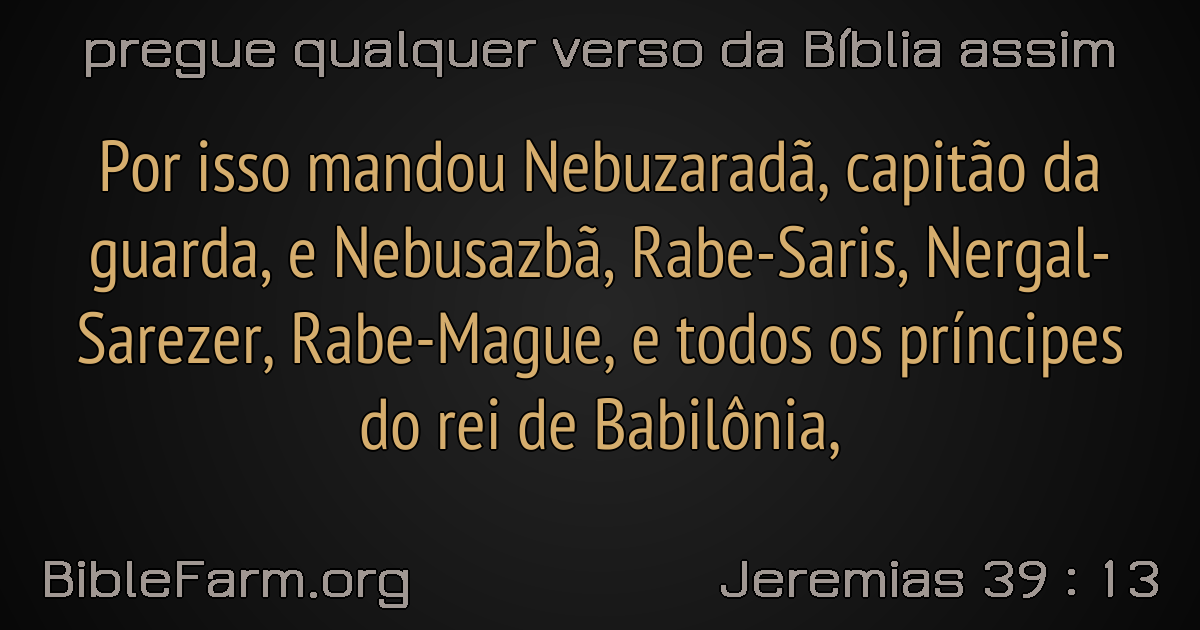 pregue qualquer verso da Bíblia assim
Por isso mandou Nebuzaradã, capitão da
guarda, e Nebusazbã, Rabe-Saris, Nergal-
Sarezer, Rabe-Mague, e todos os príncipes
do rei de Babilônia,
BibleFarm.org
Jeremias 39 : 13